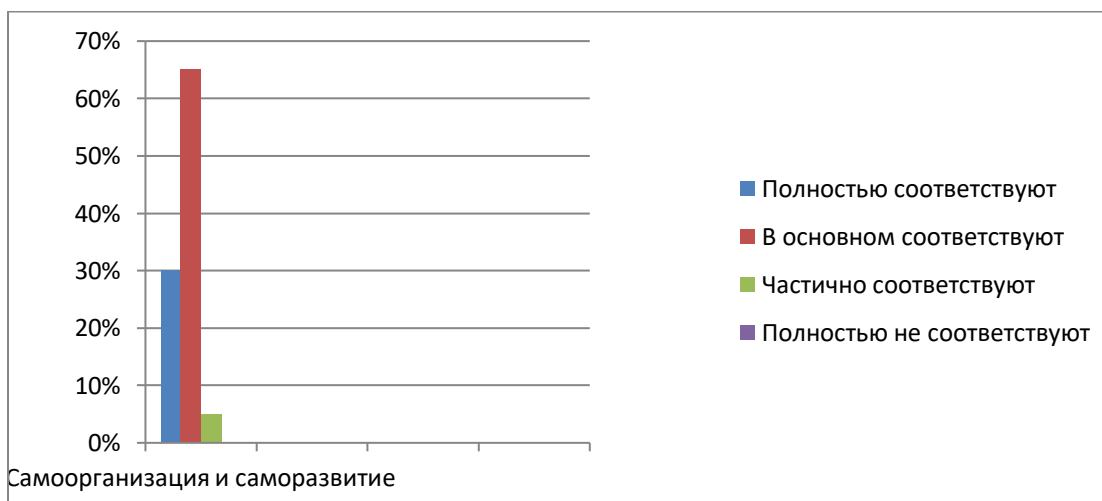 70%
60%
50%
40%
30%
20%
10%
0%
Самоорганизация и саморазвитие
Полностью соответствуют
В основном соответствуют
Частично соответствуют
Полностью не соответствуют